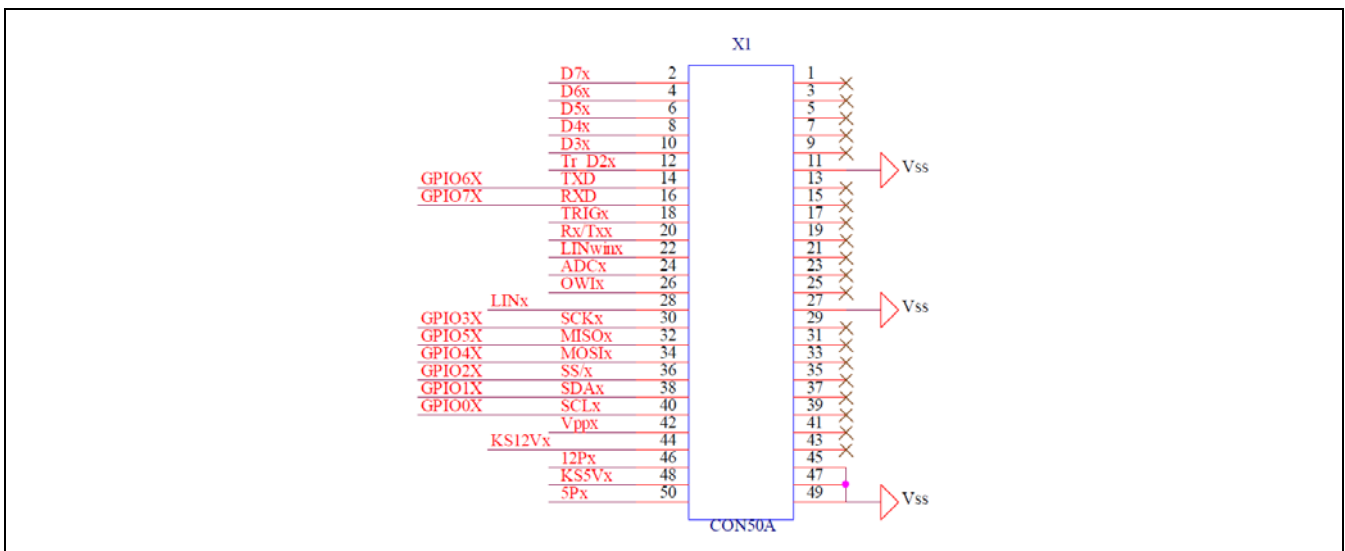 X1
D7x 2 1
D6x 4 3
D5x 6 5
D4x 8 7
D3x 10 9
Tr_D2x 12 11 Vss
GPIO6X TXD 14 13
GPIO7X RXD 16 15
TRIGx 18 17
Rx/Txx 20 19
LINwinx 22 21
ADCx 24 23
OWIx 26 25
LINx 28 27 Vss
GPIO3X SCKx 30 29
GPIO5X MISOx 32 31
GPIO4X MOSIx 34 33
GPIO2X SS/x 36 35
GPIO1X SDAx 38 37
GPIO0X SCLx 40 39
Vppx 42 41
KS12Vx 44 43
12Px 46 45
KS5Vx 48 47
5Px 50 49 Vss
CON50A